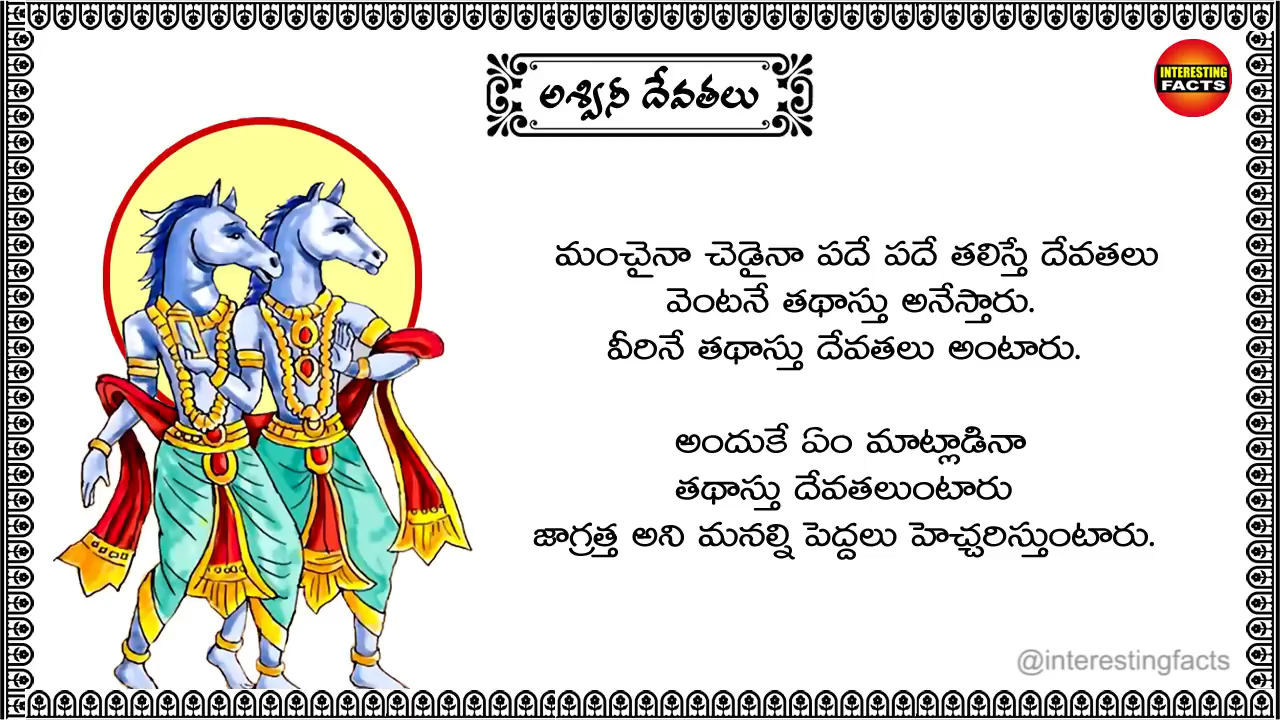 అశ్వినీ దేవతలు
INTERESTING
FACTS
మంచైనా చెడైనా పదే పదే తలిస్తే దేవతలు
వెంటనే తథాస్తు అనేస్తారు.
వీరినే తథాస్తు దేవతలు అంటారు.
అందుకే ఏం మాట్లాడినా
తథాస్తు దేవతలుంటారు
జాగ్రత్త అని మనల్ని పెద్దలు హెచ్చరిస్తుంటారు.
@interestingfacts